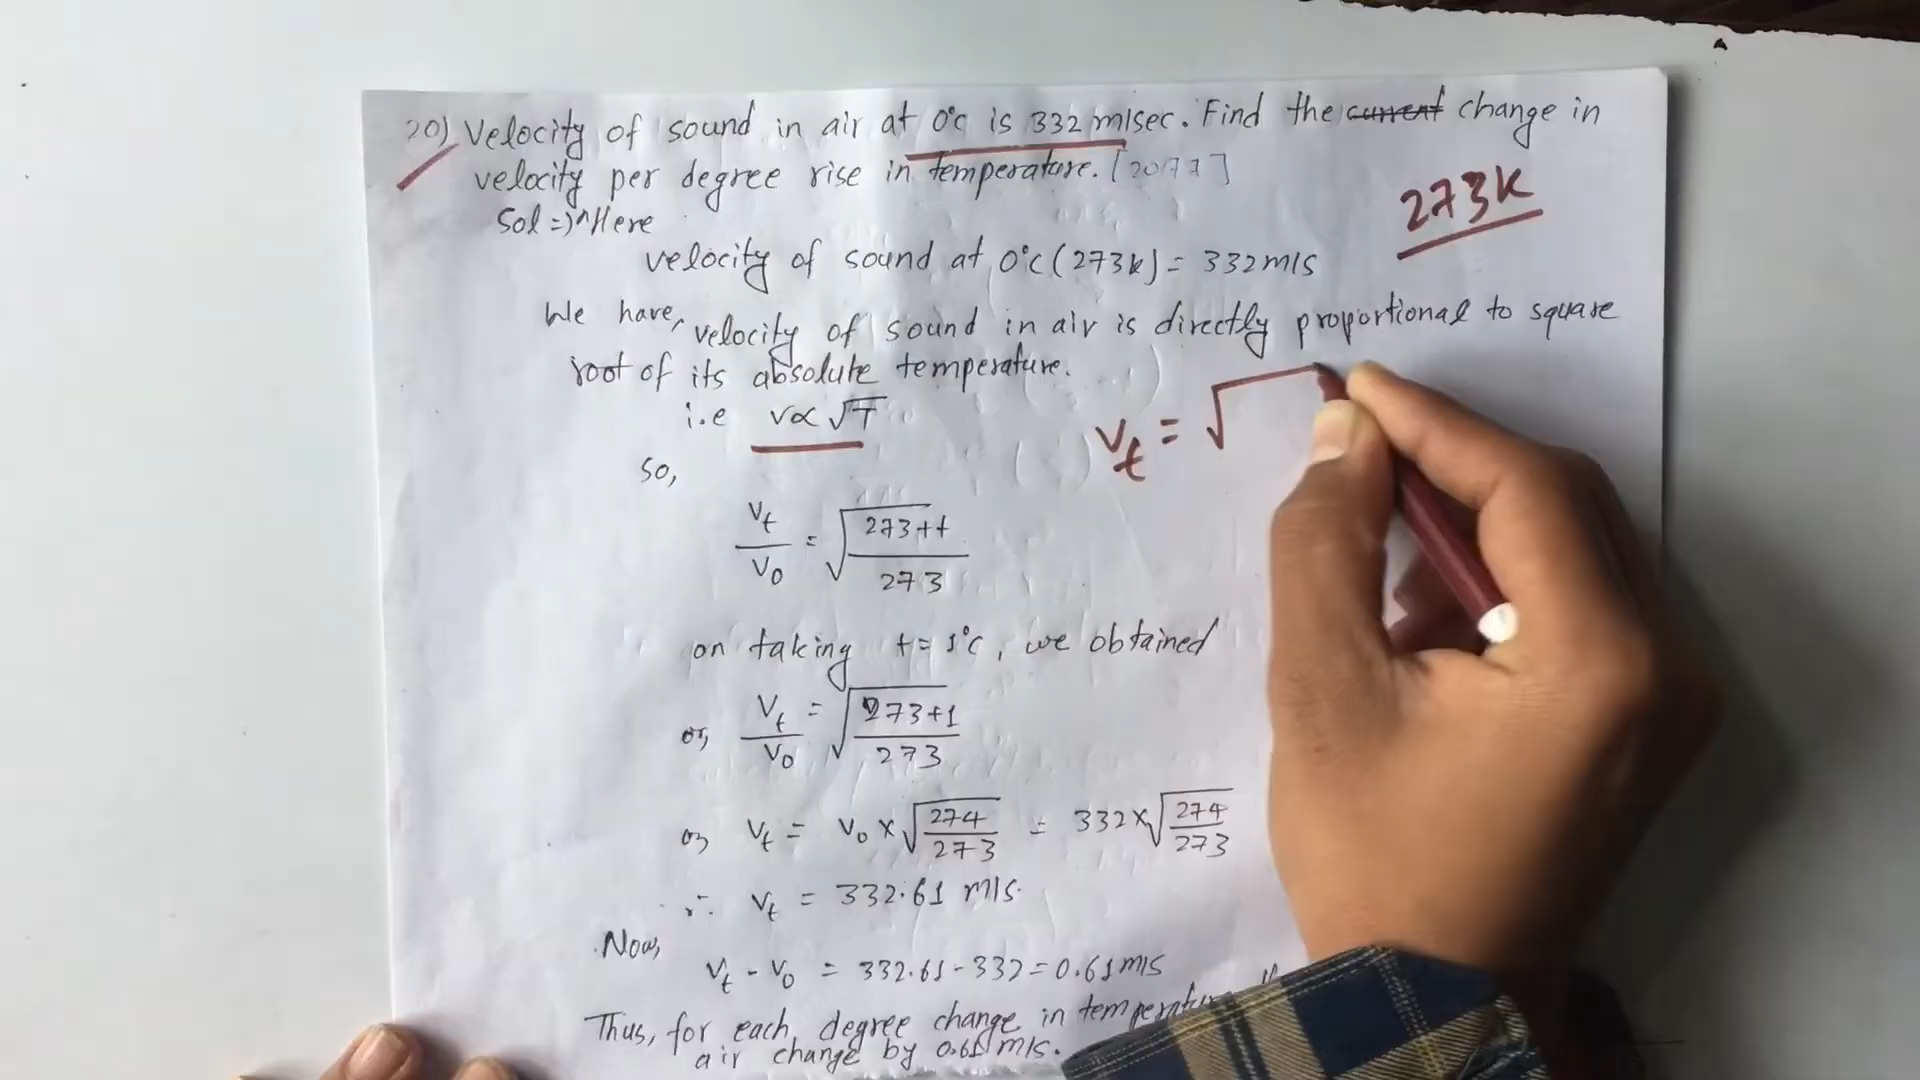 20) Velocity of sound in air at 0°c is 332 m/sec. Find the current change in
velocity per degree rise in temperature. [2077]
Sol => Here
273k
velocity of sound at 0°c (273k) = 332 m/s
We have, velocity of sound in air is directly proportional to square
root of its absolute temperature.
i.e v∝ √T
Vt = √
so,
Vt/V0 = √(273+t/273)
on taking t = 1°c, we obtained
or, Vt/V0 = √(273+1/273)
or Vt = V0 × √(274/273) = 332 × √(274/273)
∴ Vt = 332.61 m/s.
Now,
Vt - V0 = 332.61 - 332 = 0.61 m/s
Thus, for each degree change in temperature
air change by 0.61 m/s.